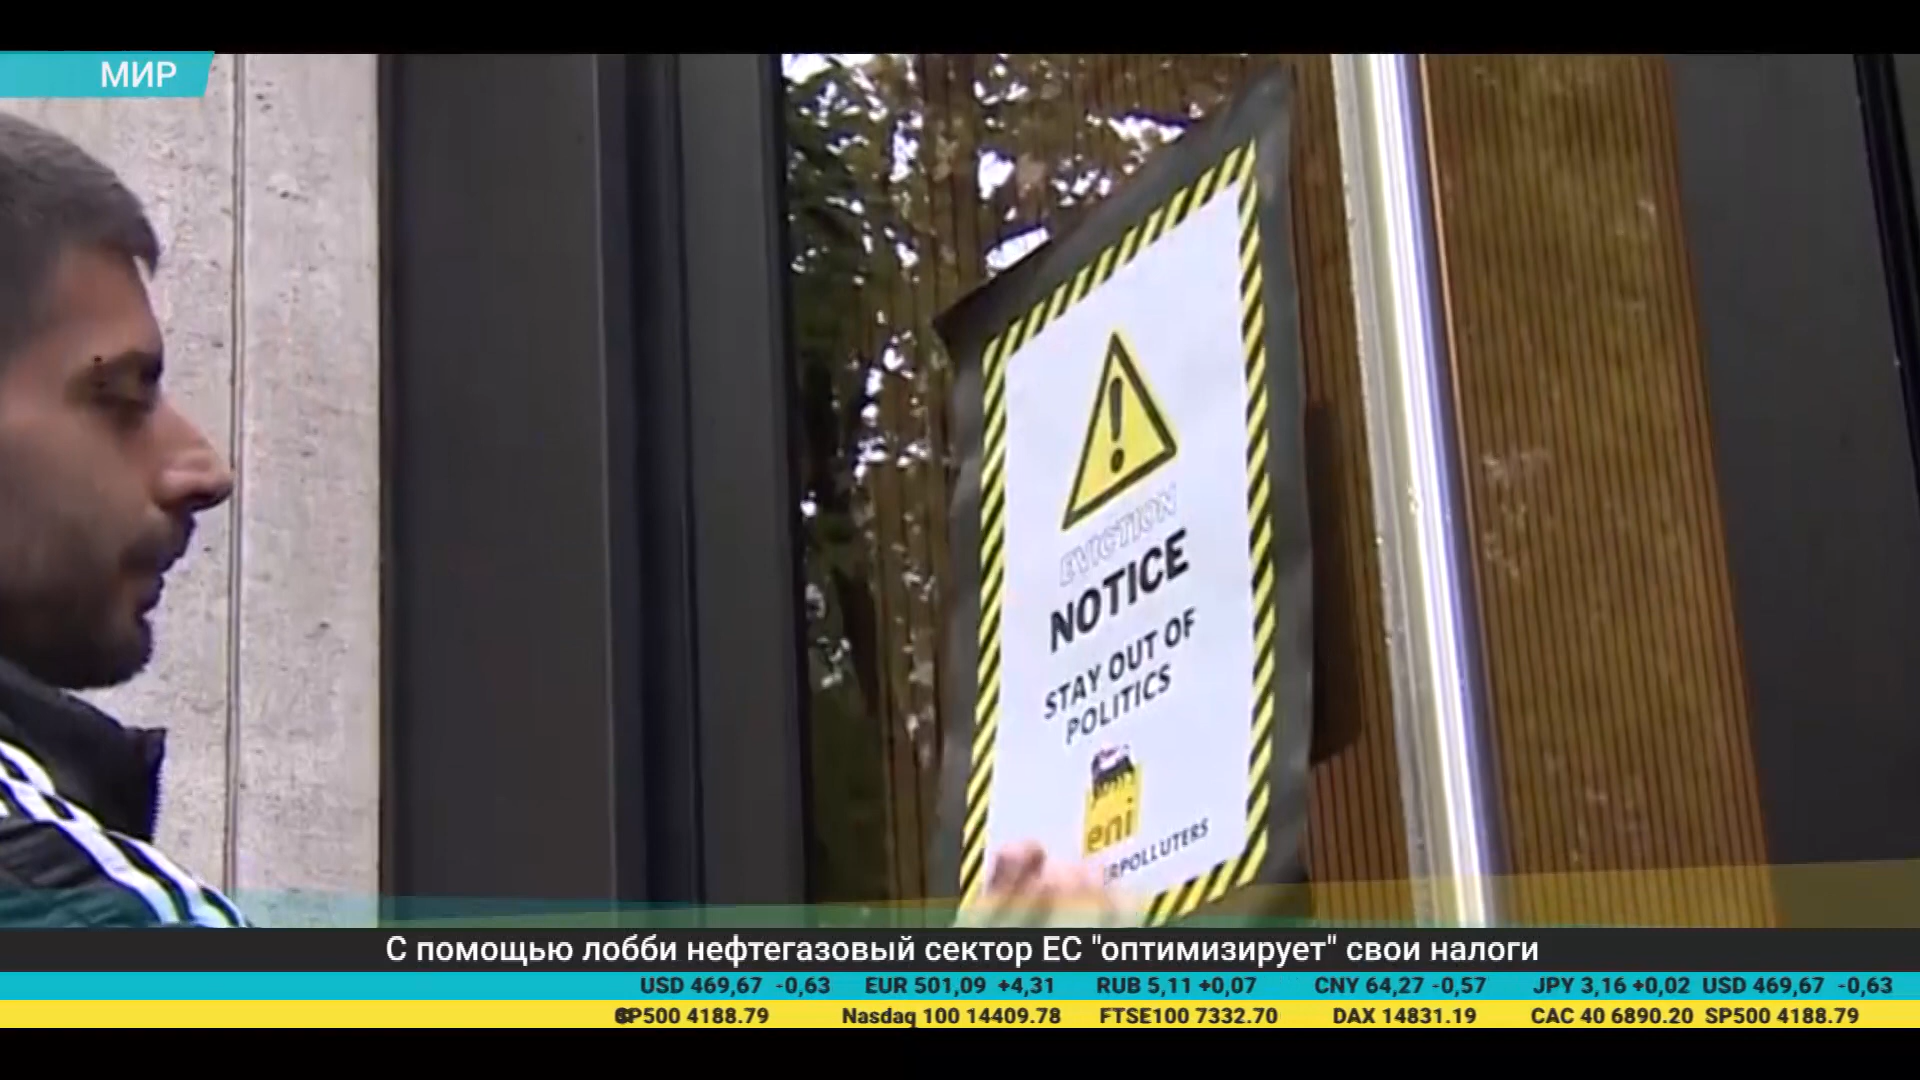 МИР
EVICTION
NOTICE
STAY OUT OF
POLITICS
eni
RPOLLUTERS
С помощью лобби нефтегазовый сектор ЕС "оптимизирует" свои налоги
USD 469,67 -0,63 EUR 501,09 +4,31 RUB 5,11 +0,07 CNY 64,27 -0,57 JPY 3,16 +0,02 USD 469,67 -0,63
SP500 4188.79 Nasdaq 100 14409.78 FTSE100 7332.70 DAX 14831.19 CAC 40 6890.20 SP500 4188.79